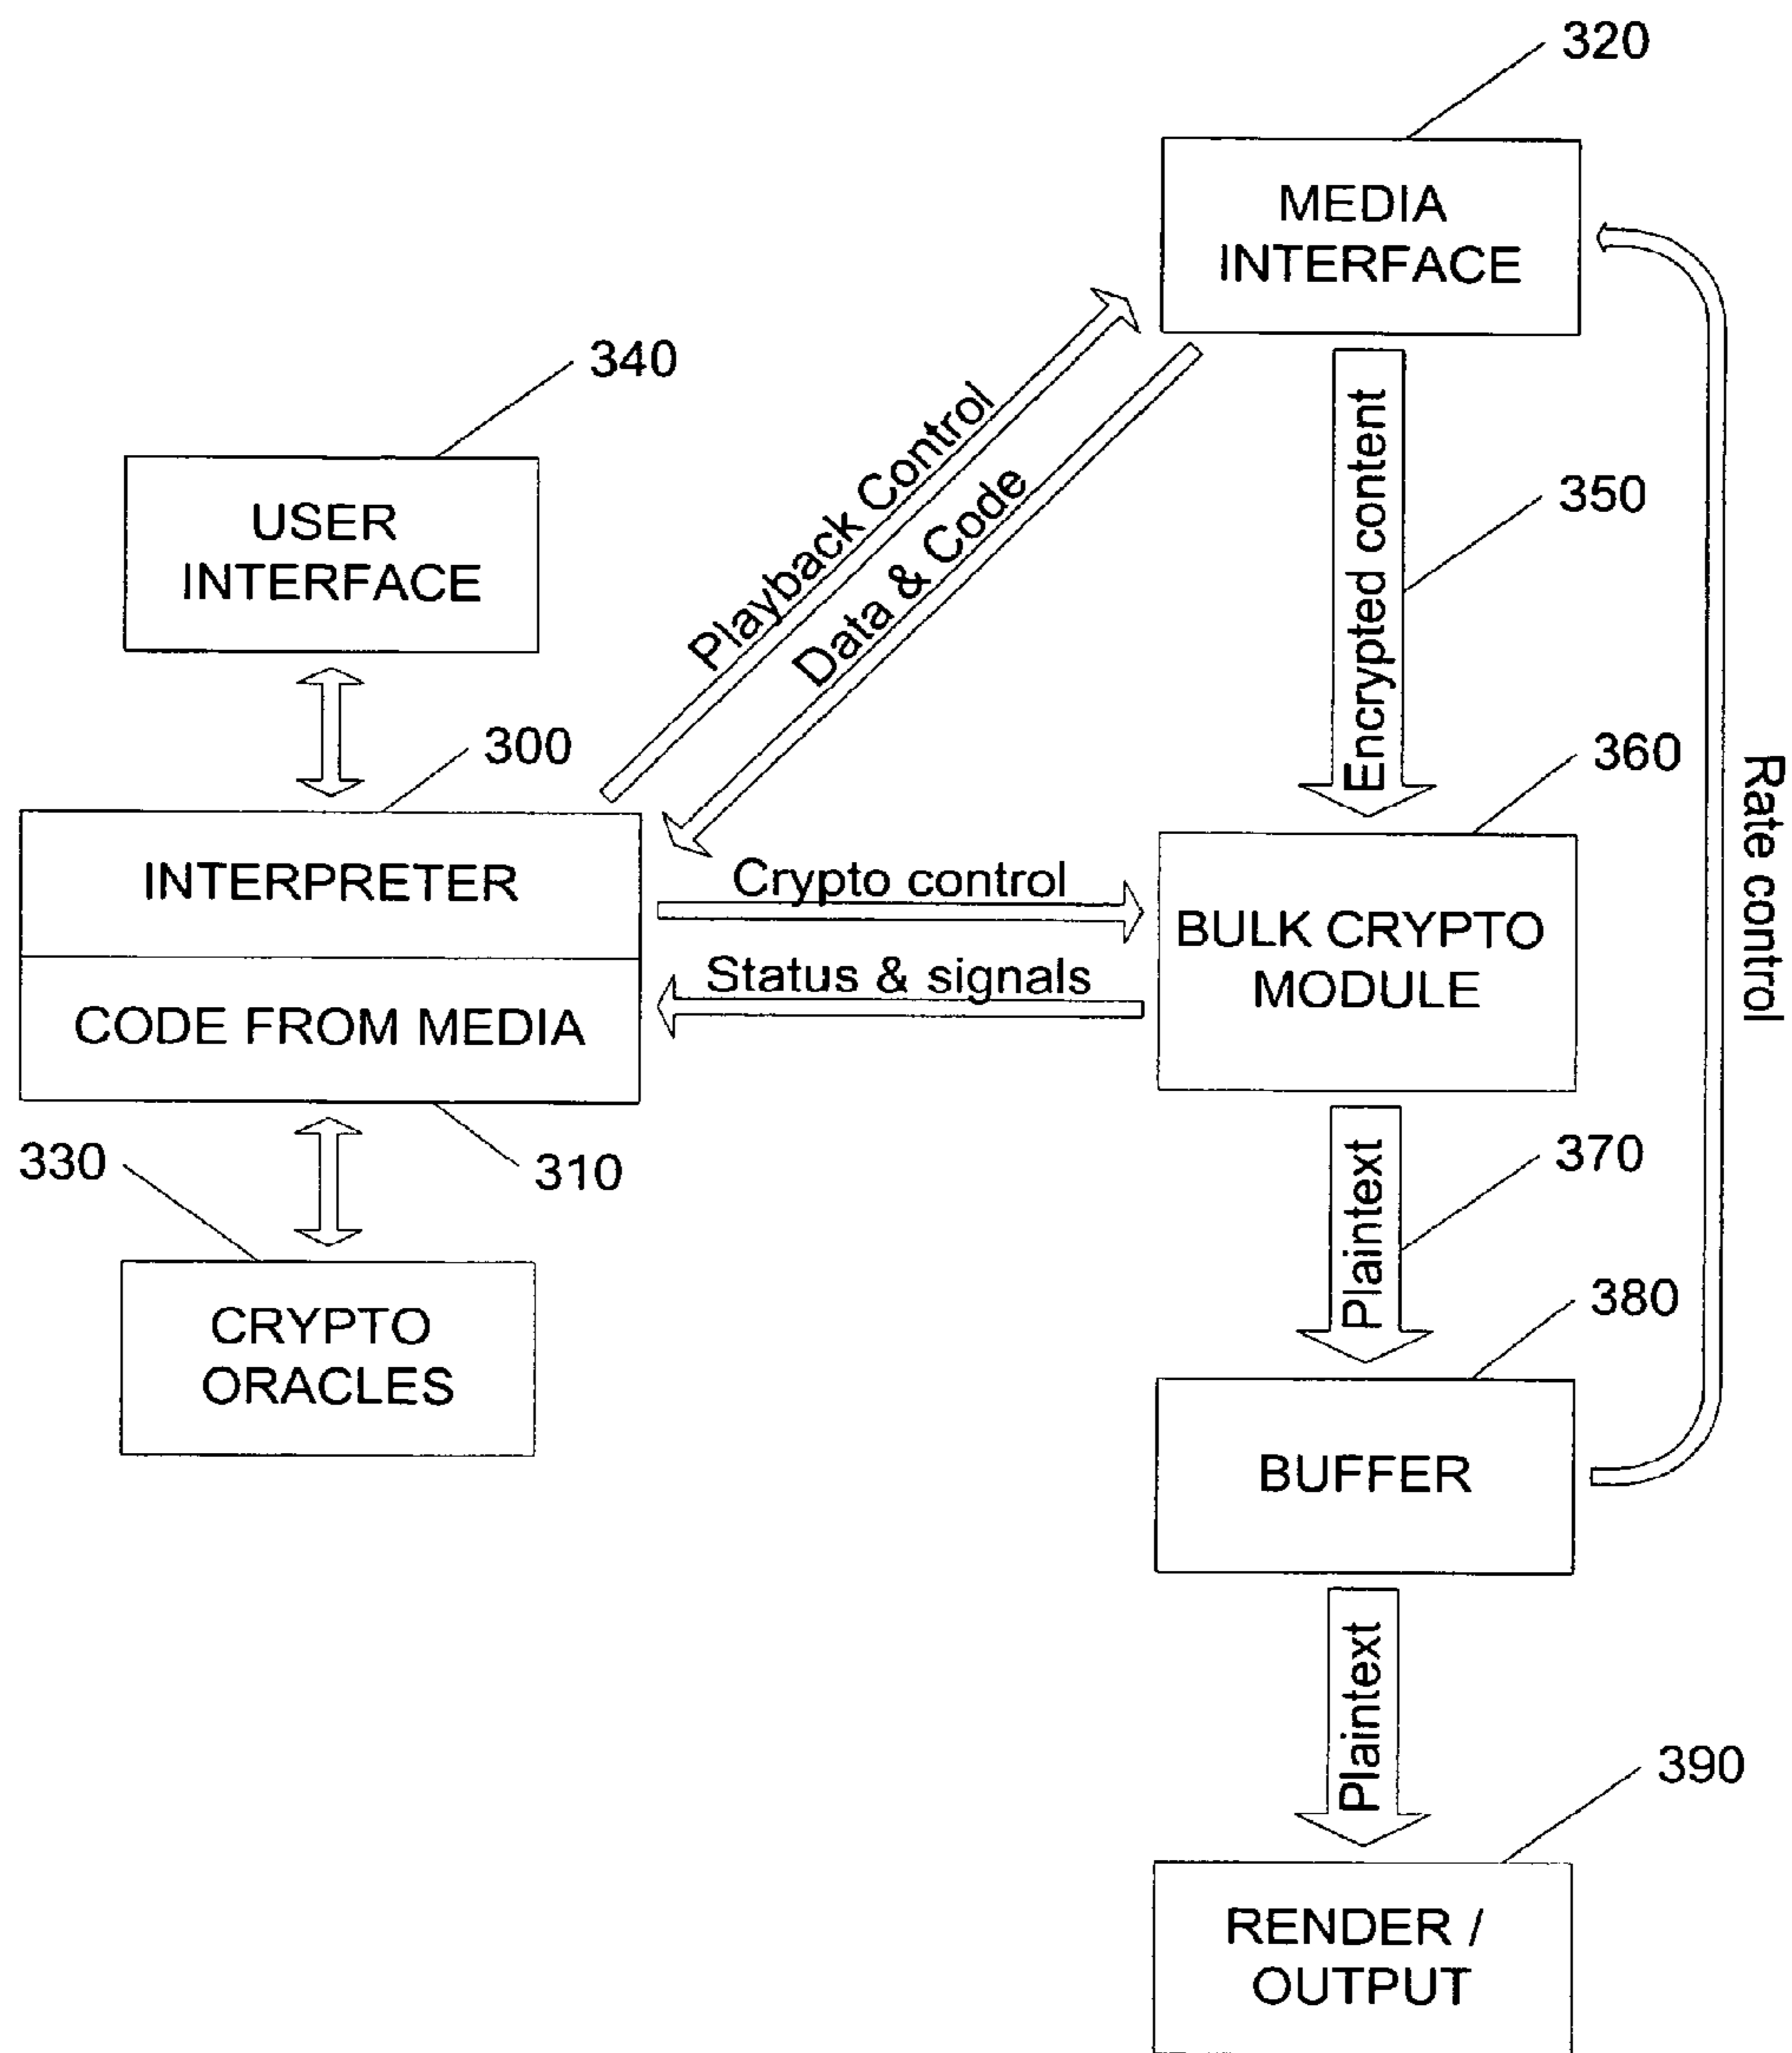 320
MEDIA
INTERFACE
340
USER
INTERFACE
Playback Control
Data & Code
Encrypted content
350
300
360
Rate control
INTERPRETER
CODE FROM MEDIA
Crypto control
Status & signals
BULK CRYPTO
MODULE
330
310
Plaintext
370
CRYPTO
ORACLES
380
BUFFER
Plaintext
390
RENDER /
OUTPUT